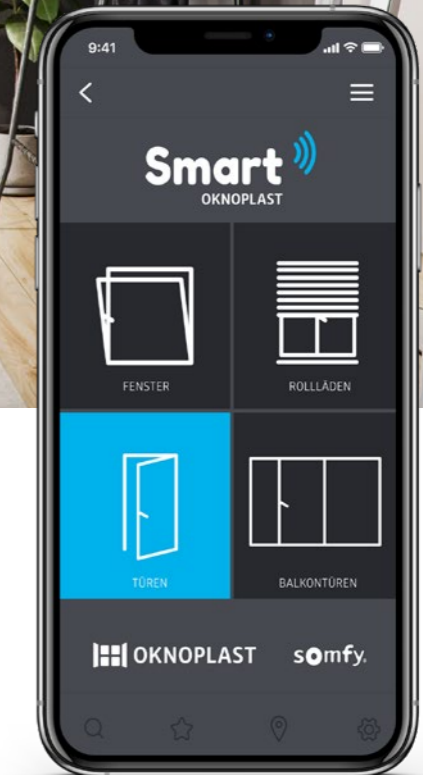 9:41
Smart
OKNOPLAST
FENSTER
ROLLLÄDEN
TÜREN
BALKONTÜREN
OKNOPLAST
somfy.